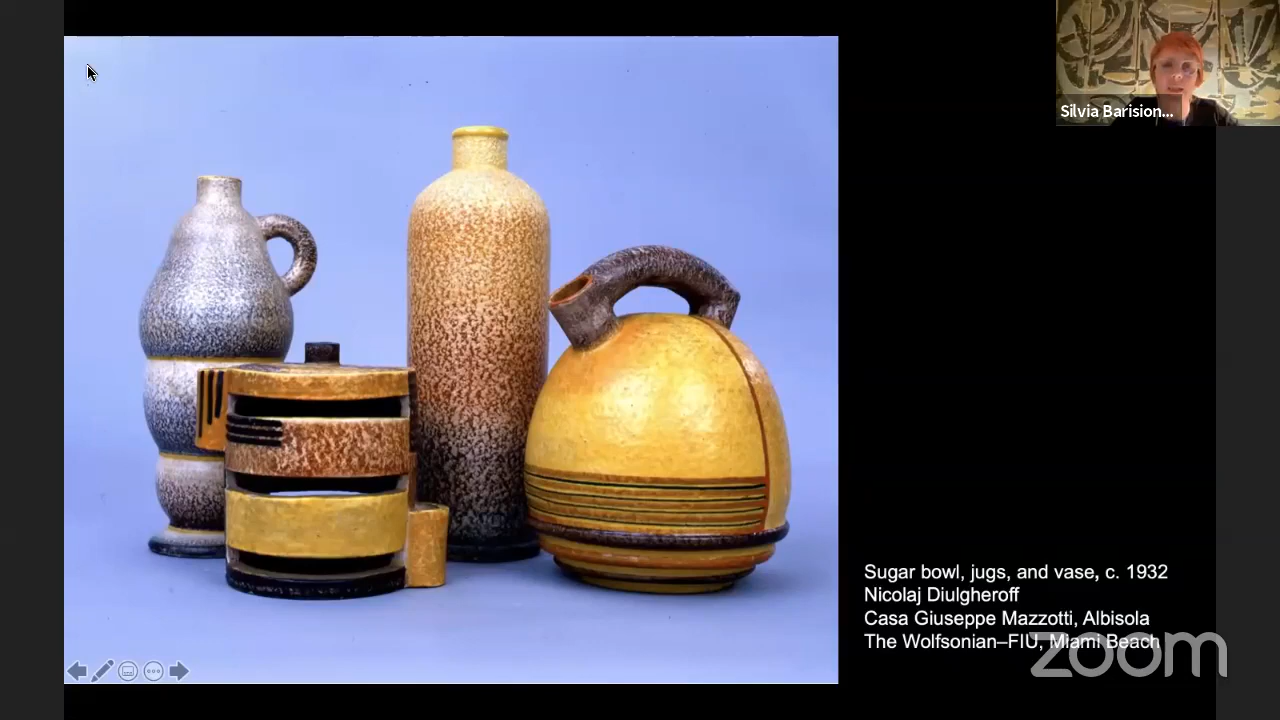 Silvia Barision...
Sugar bowl, jugs, and vase, c. 1932
Nicolaj Diulgheroff
Casa Giuseppe Mazzotti, Albisola
The Wolfsonian–FIU, Miami Beach
zoom